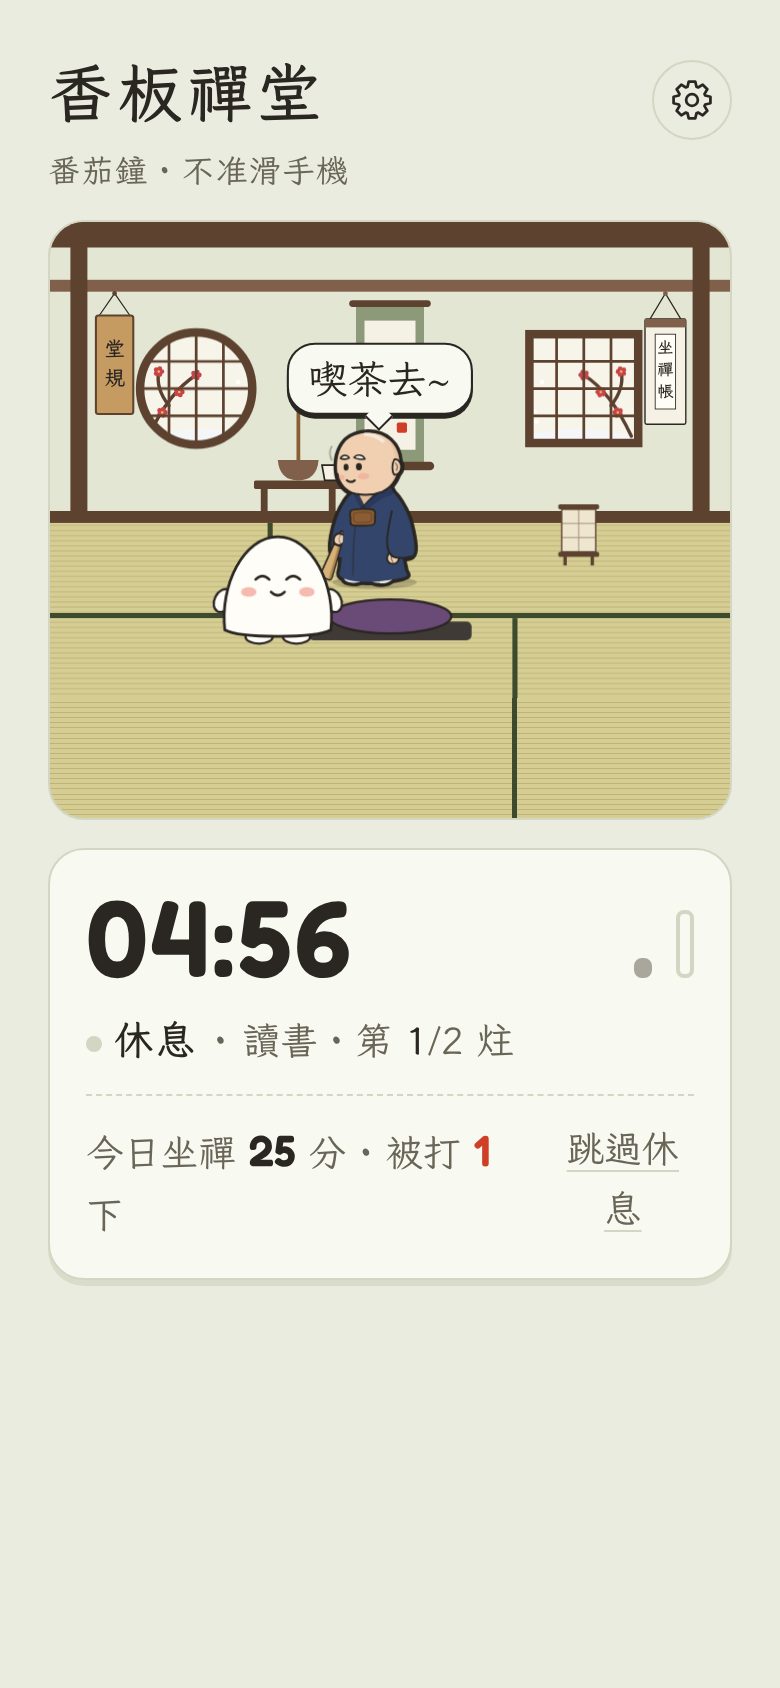 香板禪堂
番茄鐘・不准滑手機
堂規
喫茶去~
坐禪帳
04:56
休息・讀書・第 1/2 炷
今日坐禪 25 分・被打 1
下
跳過休
息